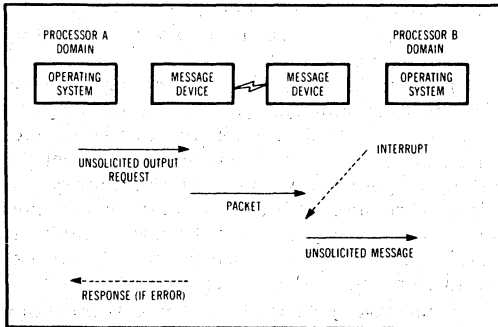 PROCESSOR A
DOMAIN
PROCESSOR B
DOMAIN
OPERATING
SYSTEM
MESSAGE
DEVICE
MESSAGE
DEVICE
OPERATING
SYSTEM
UNSOLICITED OUTPUT
REQUEST
INTERRUPT
PACKET
UNSOLICITED MESSAGE
RESPONSE (IF ERROR)